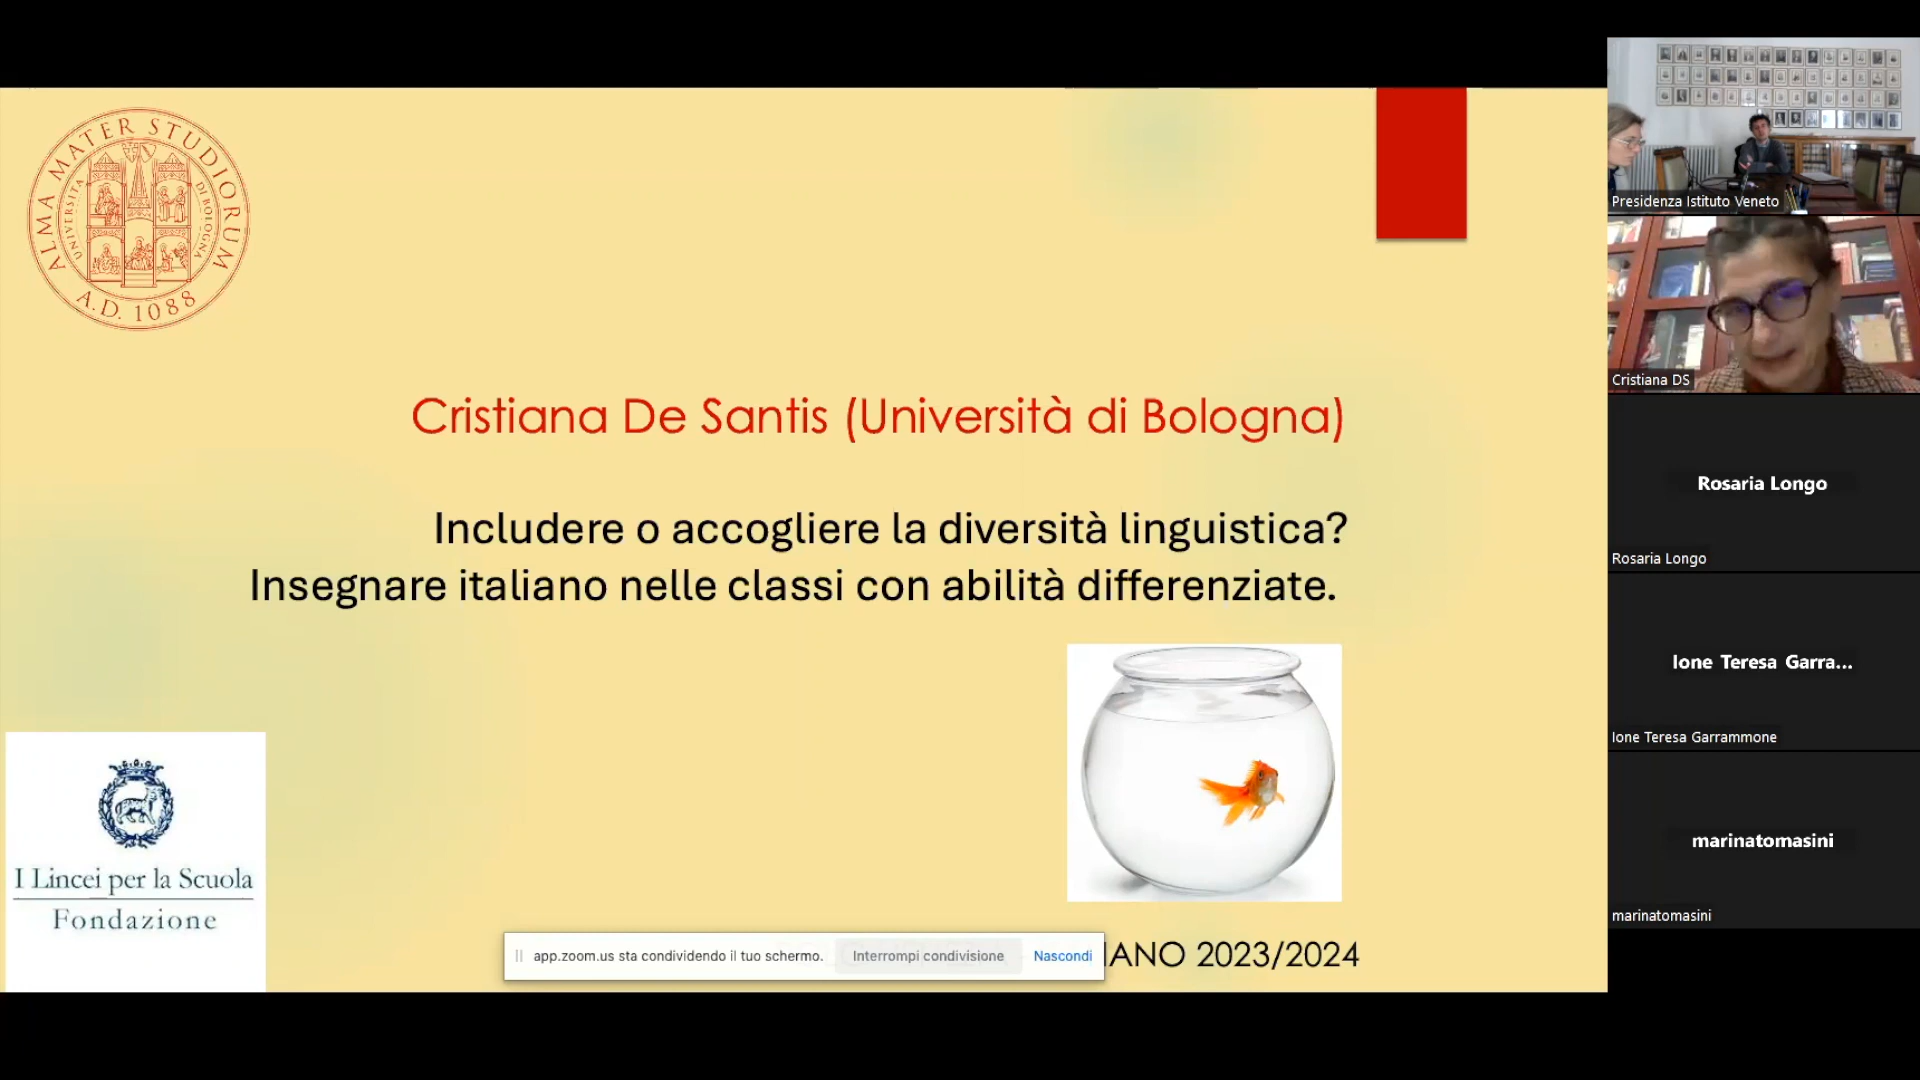 ALMA MATER STUDIORUM
UNIVERSITÀ DI BOLOGNA
A.D. 1088
Cristiana De Santis (Università di Bologna)
Includere o accogliere la diversità linguistica?
Insegnare italiano nelle classi con abilità differenziate.
I Lincei per la Scuola
Fondazione
app.zoom.us sta condividendo il tuo schermo.
Interrompi condivisione
Nascondi
IANO 2023/2024
Presidenza Istituto Veneto
Cristiana DS
Rosaria Longo
Rosaria Longo
Ione Teresa Garra...
Ione Teresa Garrammone
marinatomasini
marinatomasini